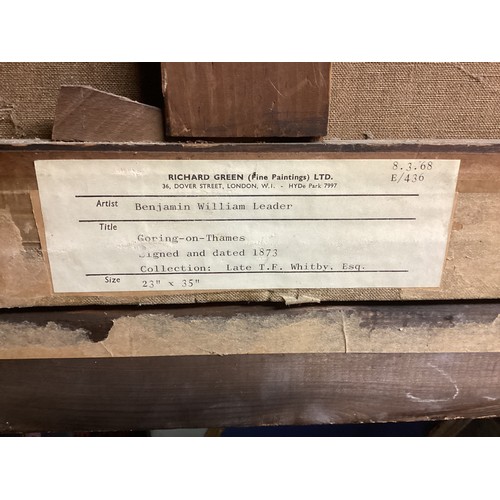 RICHARD GREEN (Fine Paintings) LTD.
8.3.68
36, DOVER STREET, LONDON, W.1. - HYDe Park 7997
E/436
Artist Benjamin William Leader
Title
Goring-on-Thames
Signed and dated 1873
Collection: Late T.F. Whitby, Esq.
Size 23" x 35"